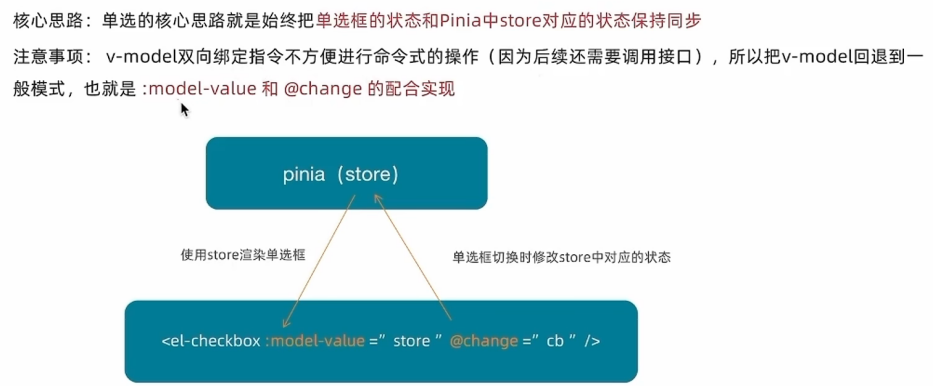 核心思路：单选的核心思路就是始终把单选框的状态和Pinia中store对应的状态保持同步
注意事项： v-model双向绑定指令不方便进行命令式的操作（因为后续还需要调用接口），所以把v-model回退到一
般模式，也就是 :model-value 和 @change 的配合实现
pinia（store）
使用store渲染单选框
单选框切换时修改store中对应的状态
<el-checkbox :model-value =” store ” @change =” cb ” />